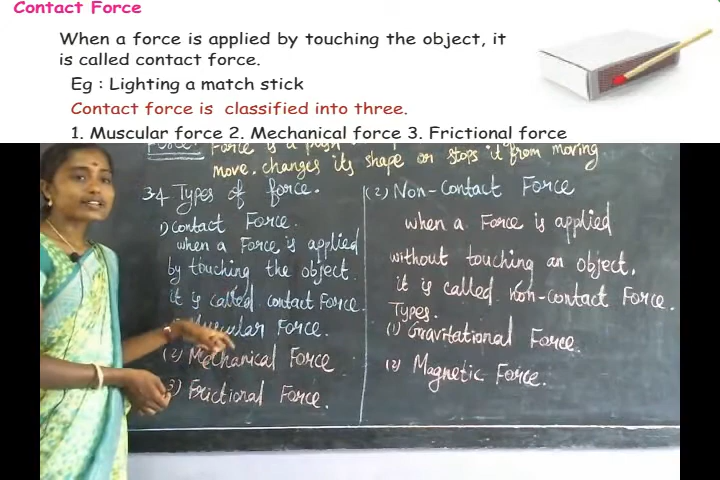 Contact Force
When a force is applied by touching the object, it
is called contact force.
Eg : Lighting a match stick
Contact force is classified into three.
1. Muscular force 2. Mechanical force 3. Frictional force
Force: Force is a push
move. changes its shape or stops it from moving
3.4 Types of force.
1) Contact Force.
when a Force is applied
by touching the object.
it is called contact Force.
Muscular Force.
(2) Mechanical Force
3) Frictional Force.
(2) Non-Contact Force
when a Force is applied
without touching an object.
it is called Non-Contact Force.
Types.
(1) Gravitational Force.
(2) Magnetic Force.